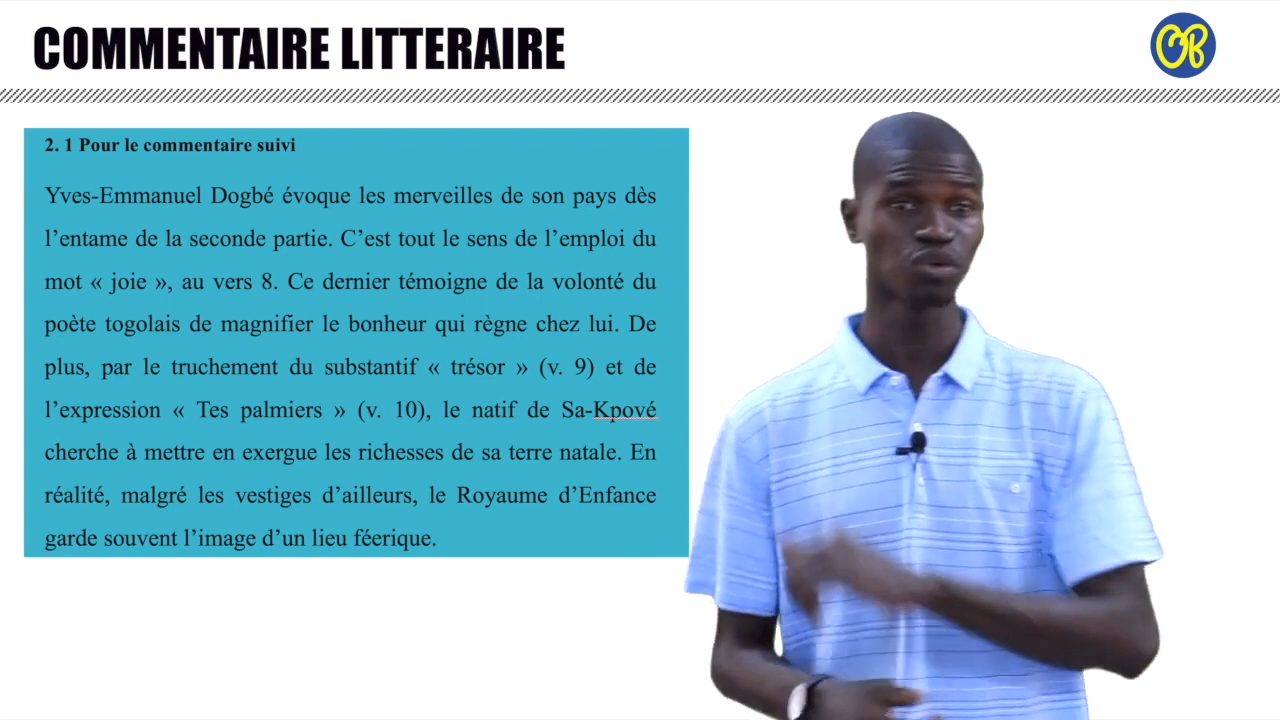 COMMENTAIRE LITTERAIRE
2. 1 Pour le commentaire suivi
Yves-Emmanuel Dogbé évoque les merveilles de son pays dès
l’entame de la seconde partie. C’est tout le sens de l’emploi du
mot « joie », au vers 8. Ce dernier témoigne de la volonté du
poète togolais de magnifier le bonheur qui règne chez lui. De
plus, par le truchement du substantif « trésor » (v. 9) et de
l’expression « Tes palmiers » (v. 10), le natif de Sa-Kpové
cherche à mettre en exergue les richesses de sa terre natale. En
réalité, malgré les vestiges d’ailleurs, le Royaume d’Enfance
garde souvent l’image d’un lieu féerique.